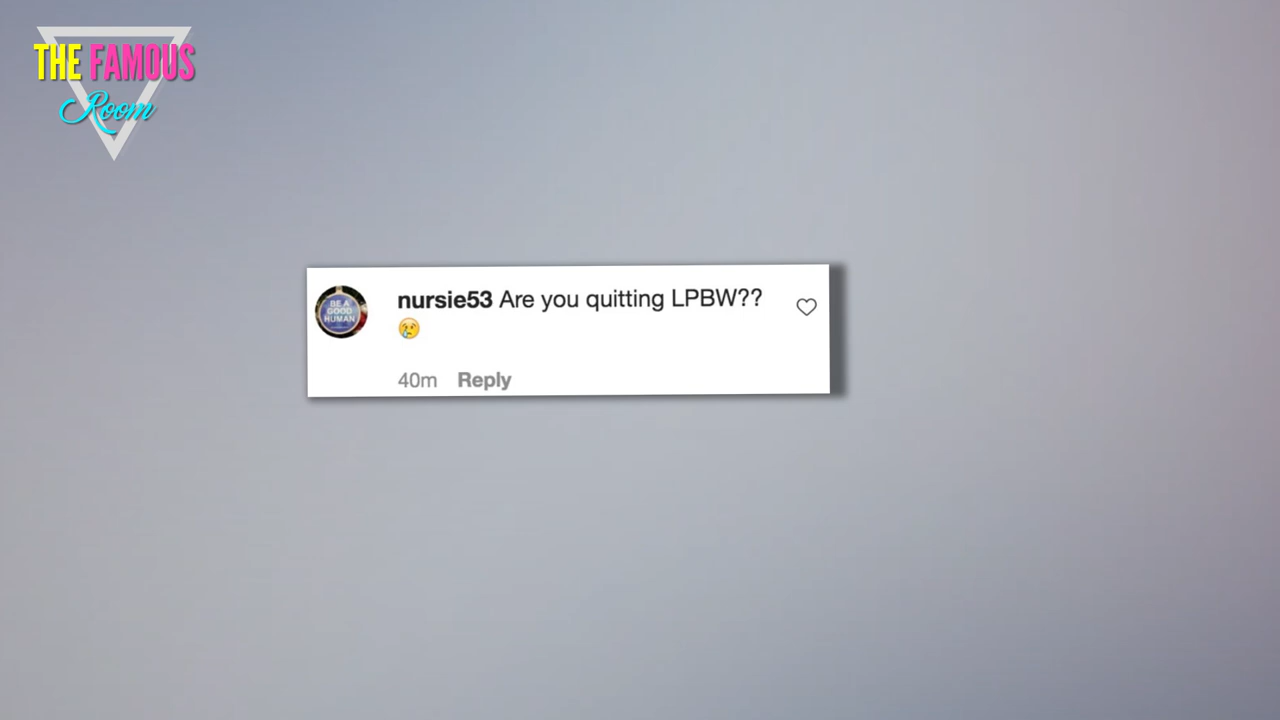 THE FAMOUS
Room
BE A
GOOD
HUMAN
nursie53 Are you quitting LPBW??
😢
40m Reply